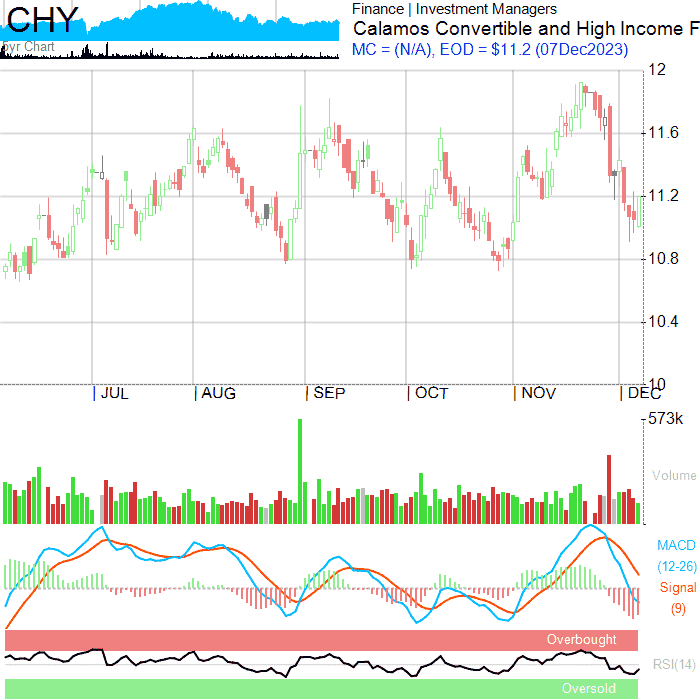 CHY
5yr Chart
Finance | Investment Managers
Calamos Convertible and High Income F
MC = (N/A), EOD = $11.2 (07Dec2023)
12
11.6
11.2
10.8
10.4
10
JUL AUG SEP OCT NOV DEC
573k
Volume
MACD
(12-26)
Signal
(9)
Overbought
RSI(14)
Oversold